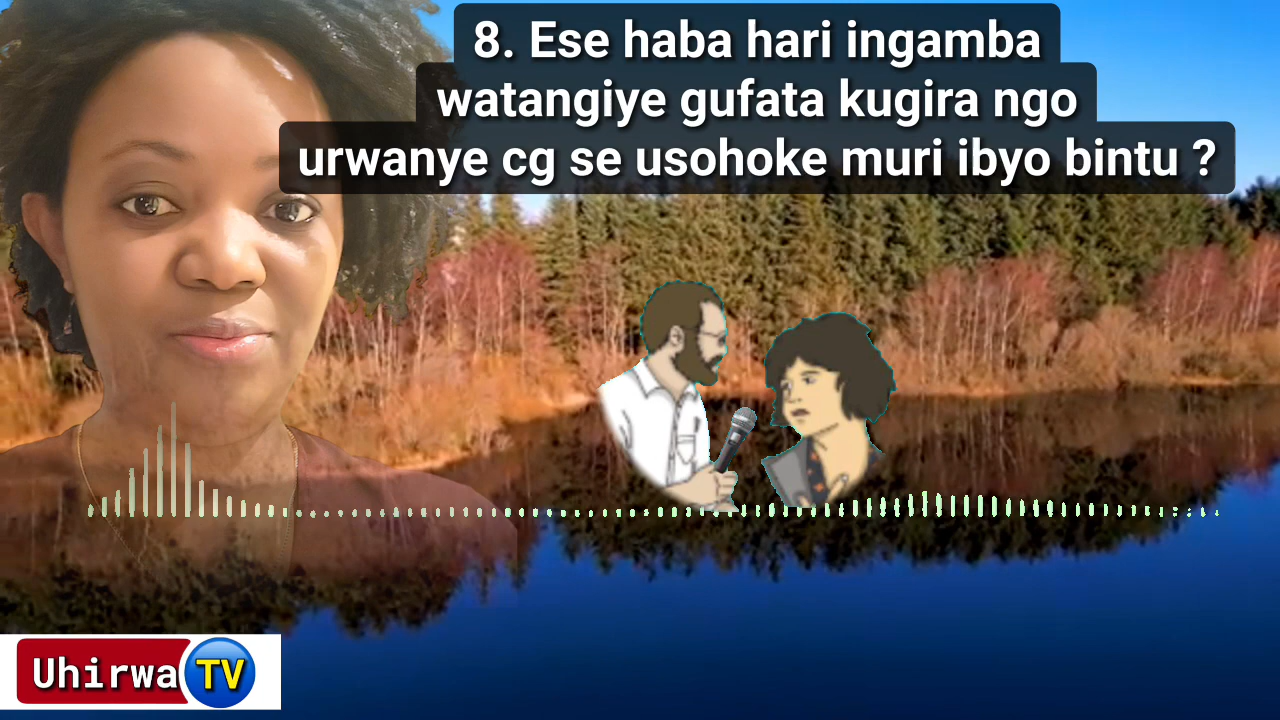 8. Ese haba hari ingamba
watangiye gufata kugira ngo
urwanye cg se usohoke muri ibyo bintu ?
Uhirwa TV